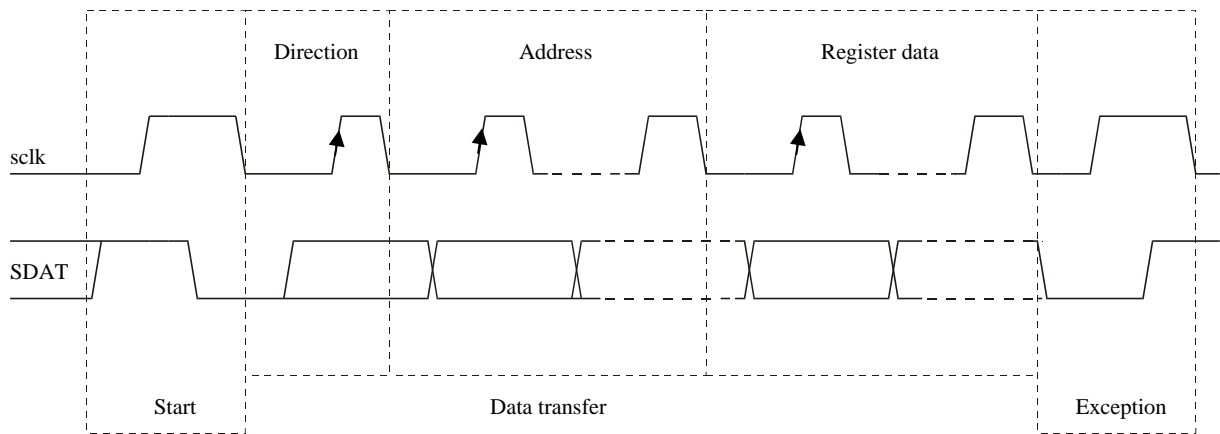 Direction
Address
Register data
sclk
SDAT
Start
Data transfer
Exception